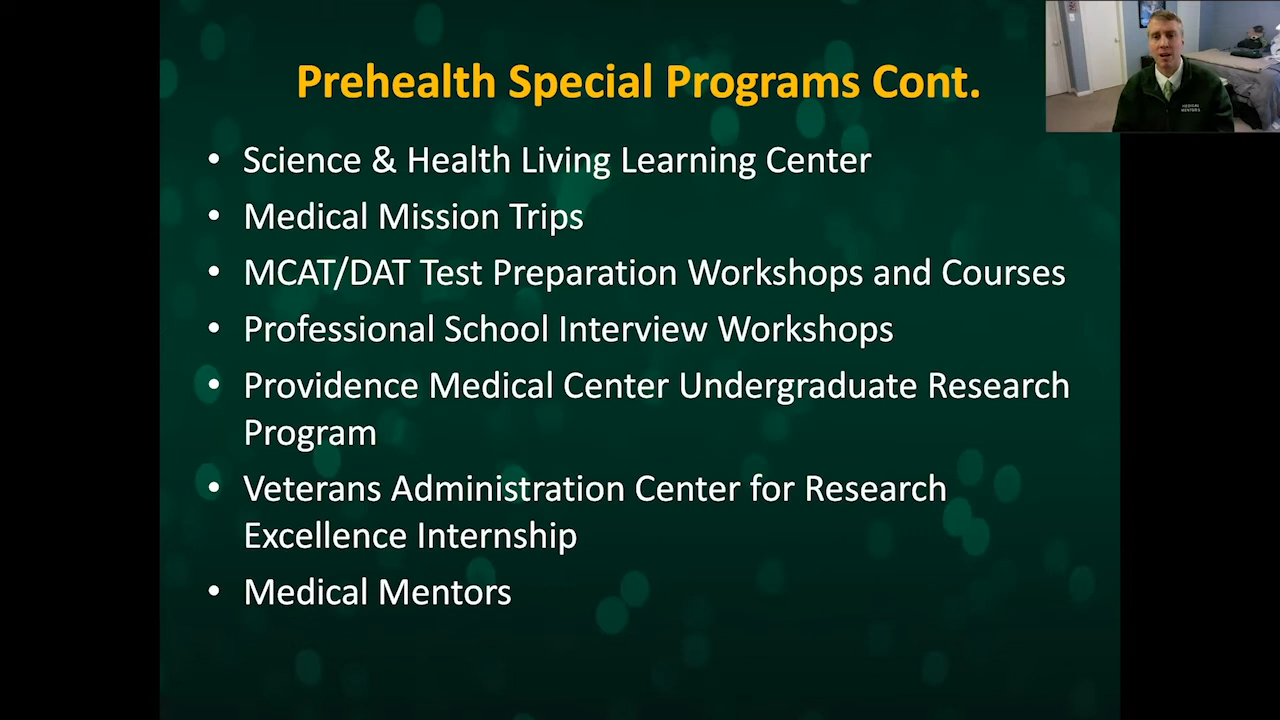 Prehealth Special Programs Cont.
• Science & Health Living Learning Center
• Medical Mission Trips
• MCAT/DAT Test Preparation Workshops and Courses
• Professional School Interview Workshops
• Providence Medical Center Undergraduate Research
Program
• Veterans Administration Center for Research
Excellence Internship
• Medical Mentors
MEDICAL
MENTORS